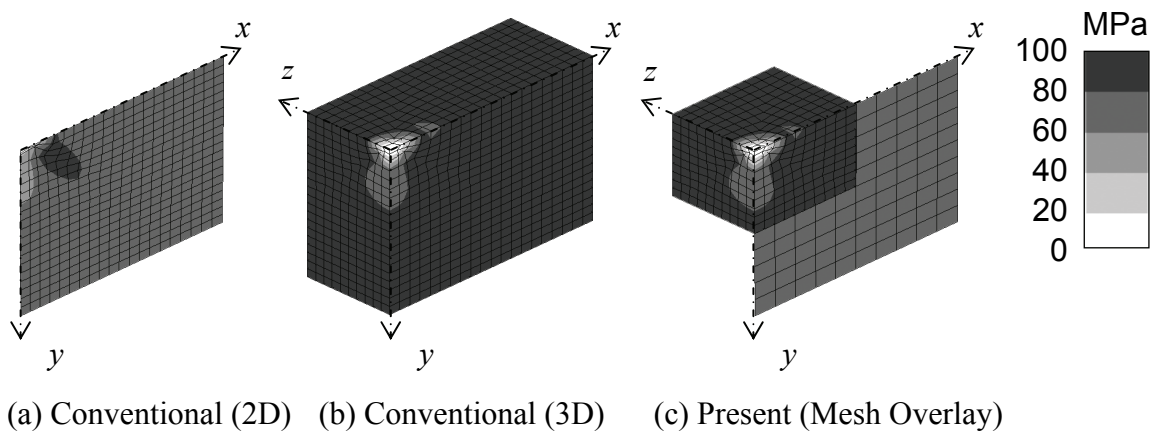 MPa
100
80
60
40
20
0
x
y
z
x
y
z
x
y
(a) Conventional (2D)
(b) Conventional (3D)
(c) Present (Mesh Overlay)